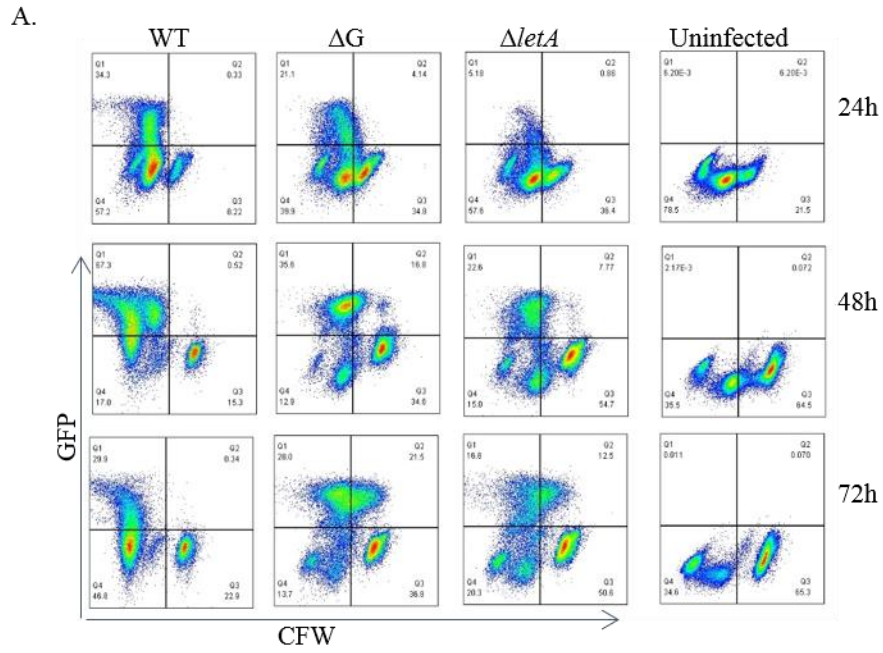 A.
WT ΔG ΔletA Uninfected
Q1 Q2 Q1 Q2 Q1 Q2 Q1 Q2
34.3 0.33 21.1 4.14 5.18 0.86 6.20E-3 6.20E-3
24h
Q4 Q3 Q4 Q3 Q4 Q3 Q4 Q3
57.2 8.22 39.9 34.8 57.6 36.4 78.5 21.5
Q1 Q2 Q1 Q2 Q1 Q2 Q1 Q2
67.3 0.52 35.6 16.8 22.6 7.77 2.17E-3 0.072
48h
Q4 Q3 Q4 Q3 Q4 Q3 Q4 Q3
17.0 15.3 12.9 34.6 15.0 54.7 35.5 64.5
GFP
Q1 Q2 Q1 Q2 Q1 Q2 Q1 Q2
29.9 0.34 28.0 21.5 16.6 12.5 0.011 0.070
72h
Q4 Q3 Q4 Q3 Q4 Q3 Q4 Q3
46.8 22.9 13.7 36.8 20.3 50.6 34.6 65.3
CFW